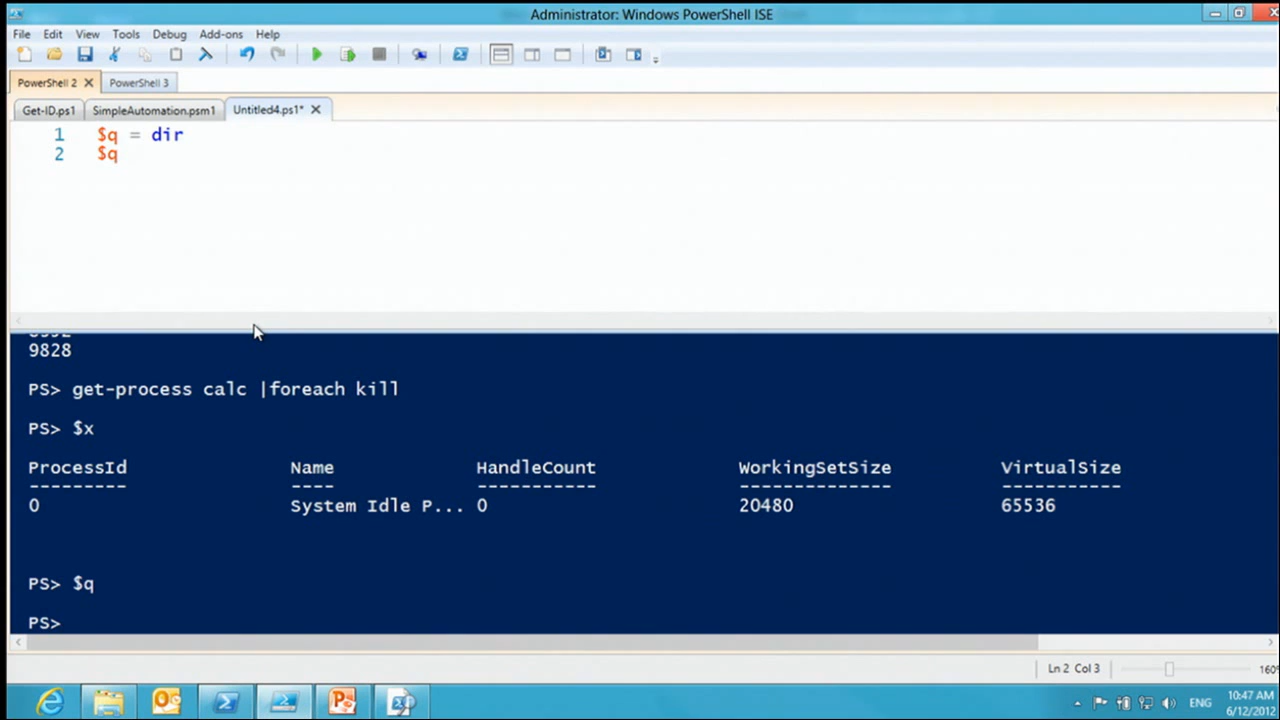 Administrator: Windows PowerShell ISE
File Edit View Tools Debug Add-ons Help
PowerShell 2 PowerShell 3
Get-ID.ps1 SimpleAutomation.psm1 Untitled4.ps1*
1 $q = dir
2 $q
9828
PS> get-process calc |foreach kill
PS> $x
ProcessId Name HandleCount WorkingSetSize VirtualSize
--------- ---- ----------- -------------- -----------
0 System Idle P... 0 20480 65536
PS> $q
PS>
Ln 2 Col 3 160%
ENG 10:47 AM
6/12/2012